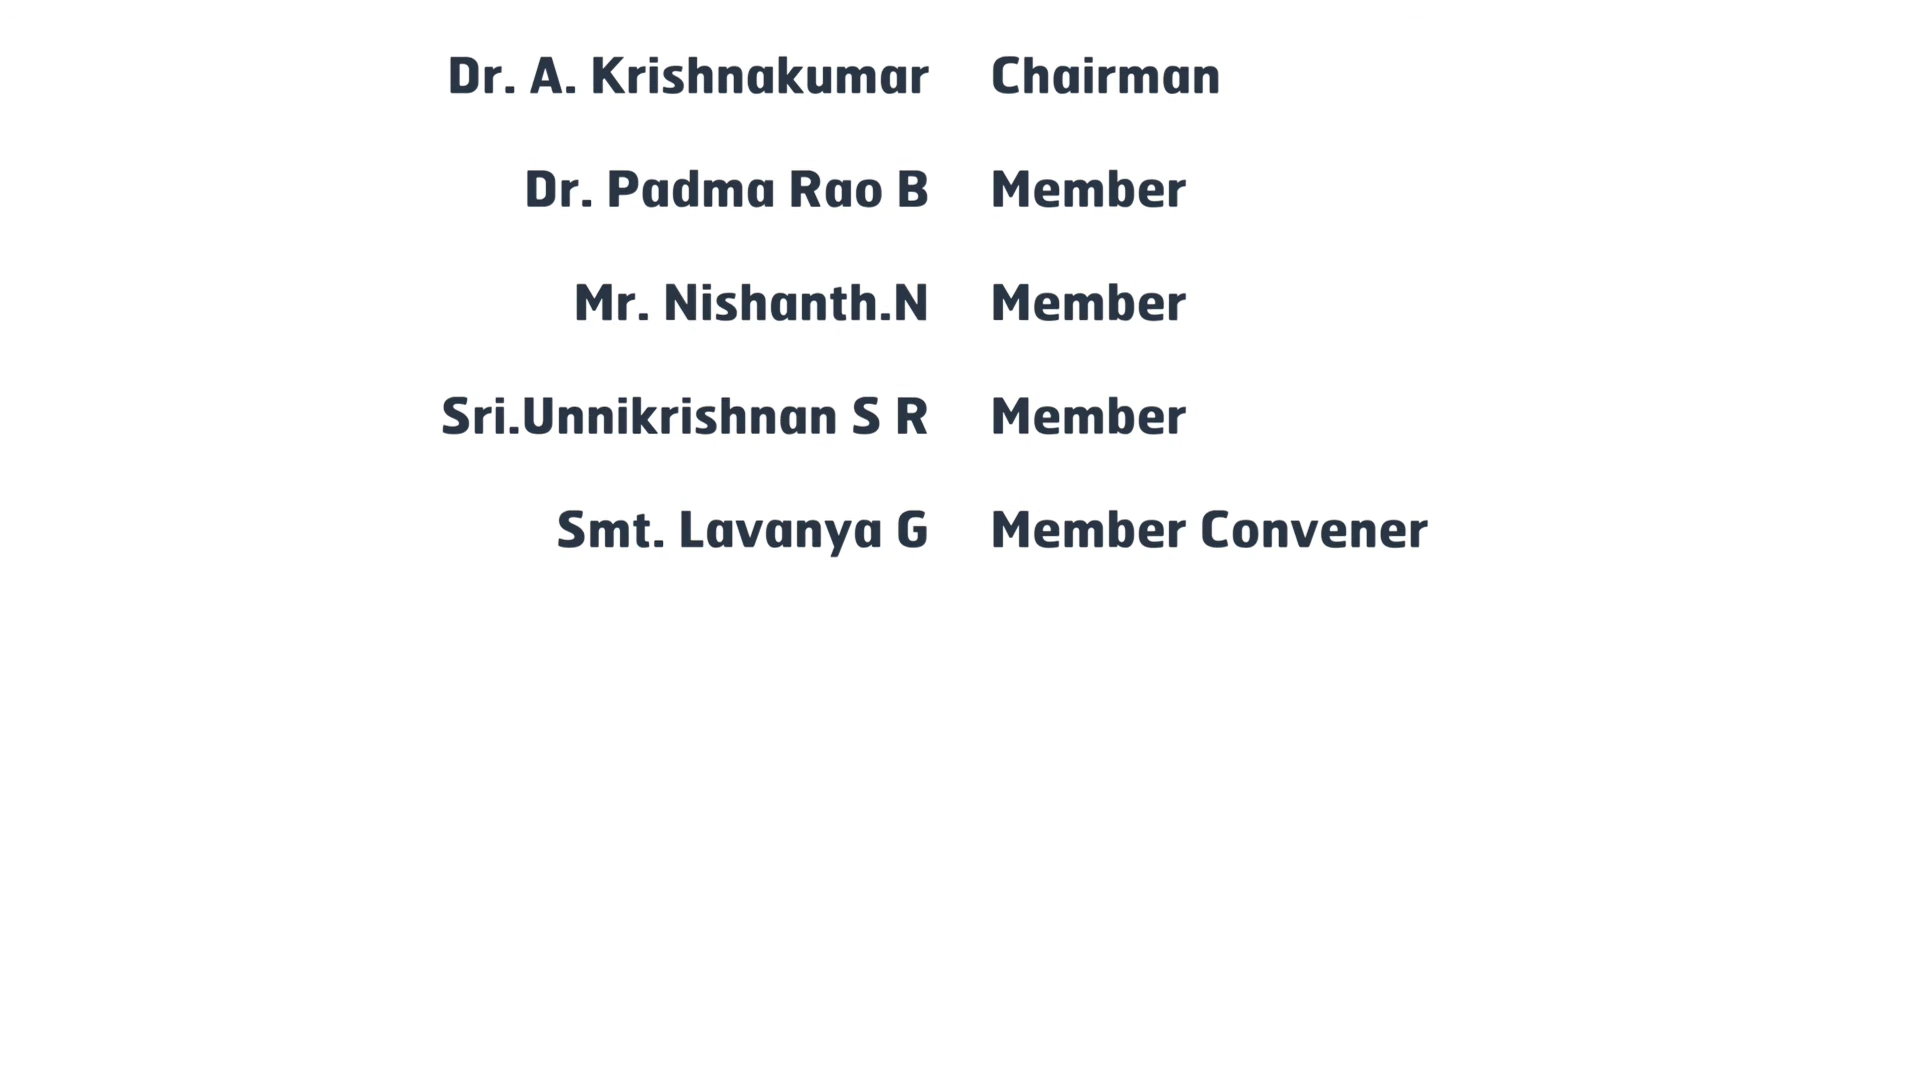 Dr. A. Krishnakumar Chairman
Dr. Padma Rao B Member
Mr. Nishanth.N Member
Sri.Unnikrishnan S R Member
Smt. Lavanya G Member Convener